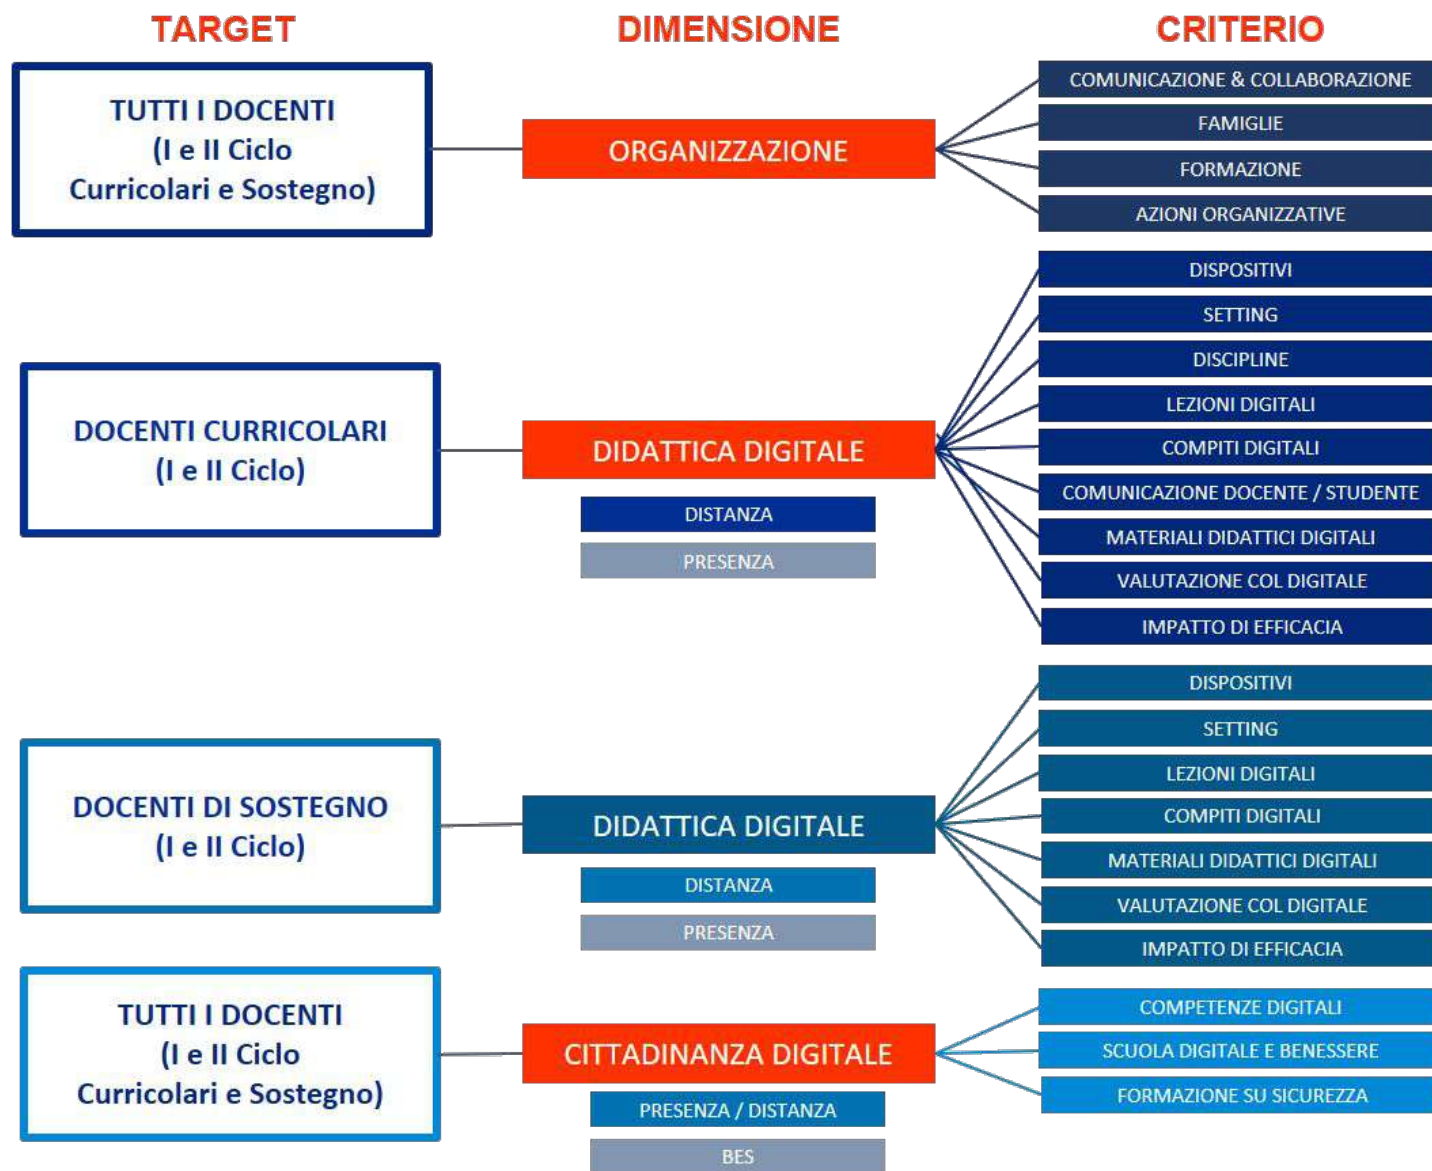 TARGET
DIMENSIONE
CRITERIO
TUTTI I DOCENTI
(I e II Ciclo
Curricolari e Sostegno)
ORGANIZZAZIONE
COMUNICAZIONE & COLLABORAZIONE
FAMIGLIE
FORMAZIONE
AZIONI ORGANIZZATIVE
DOCENTI CURRICOLARI
(I e II Ciclo)
DIDATTICA DIGITALE
DISTANZA
PRESENZA
DISPOSITIVI
SETTING
DISCIPLINE
LEZIONI DIGITALI
COMPITI DIGITALI
COMUNICAZIONE DOCENTE / STUDENTE
MATERIALI DIDATTICI DIGITALI
VALUTAZIONE COL DIGITALE
IMPATTO DI EFFICACIA
DOCENTI DI SOSTEGNO
(I e II Ciclo)
DIDATTICA DIGITALE
DISTANZA
PRESENZA
DISPOSITIVI
SETTING
LEZIONI DIGITALI
COMPITI DIGITALI
MATERIALI DIDATTICI DIGITALI
VALUTAZIONE COL DIGITALE
IMPATTO DI EFFICACIA
TUTTI I DOCENTI
(I e II Ciclo
Curricolari e Sostegno)
CITTADINANZA DIGITALE
PRESENZA / DISTANZA
BES
COMPETENZE DIGITALI
SCUOLA DIGITALE E BENESSERE
FORMAZIONE SU SICUREZZA